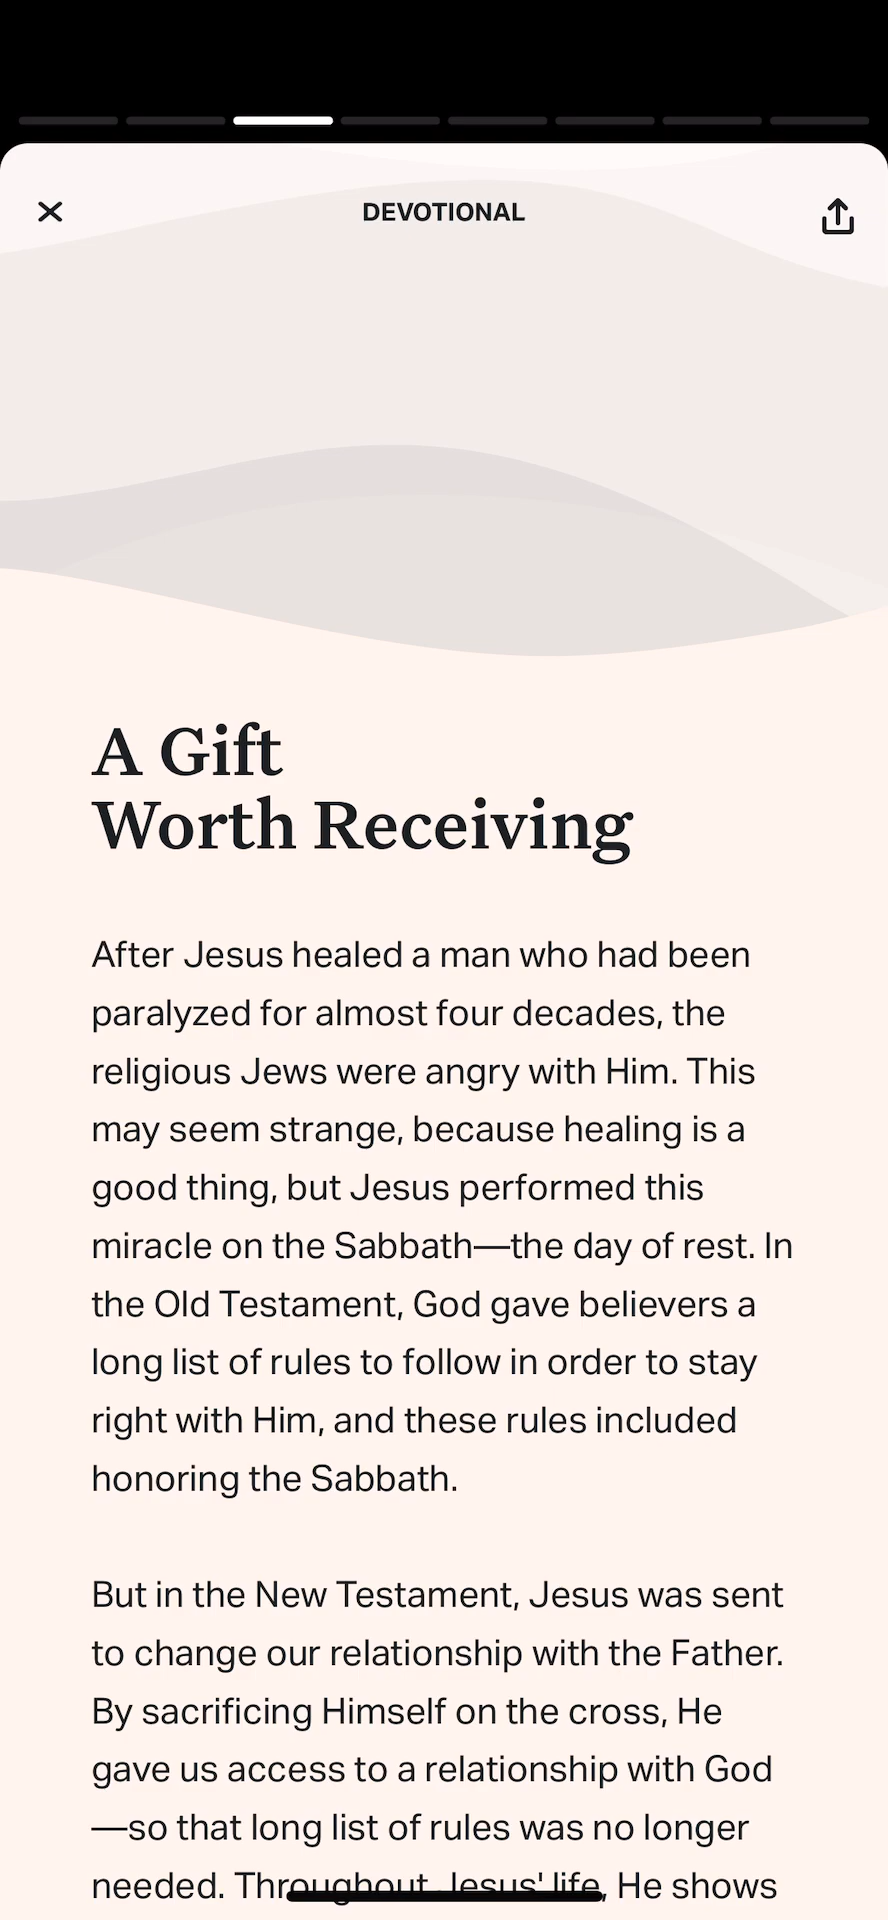 DEVOTIONAL
A Gift
Worth Receiving
After Jesus healed a man who had been
paralyzed for almost four decades, the
religious Jews were angry with Him. This
may seem strange, because healing is a
good thing, but Jesus performed this
miracle on the Sabbath—the day of rest. In
the Old Testament, God gave believers a
long list of rules to follow in order to stay
right with Him, and these rules included
honoring the Sabbath.
But in the New Testament, Jesus was sent
to change our relationship with the Father.
By sacrificing Himself on the cross, He
gave us access to a relationship with God
—so that long list of rules was no longer
needed. Throughout Jesus' life, He shows